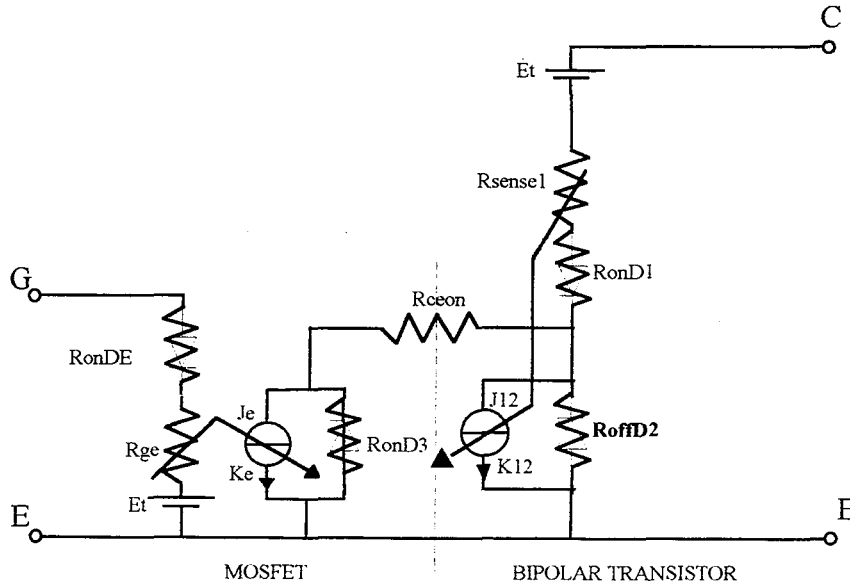 C
Et
Rsense1
RonD1
G
Rceon
RonDE
Je
J12
RonD3
RoffD2
Rge
Ke
K12
Et
E
E
MOSFET
BIPOLAR TRANSISTOR